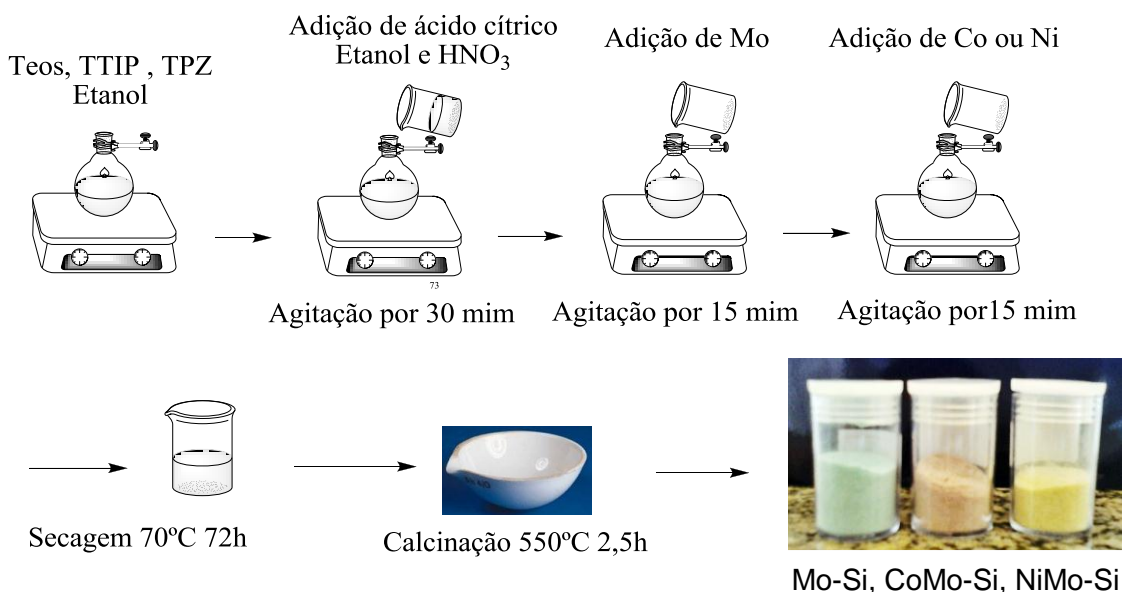 Teos, TTIP , TPZ
Etanol
Adição de ácido cítrico
Etanol e HNO3
Adição de Mo
Adição de Co ou Ni
73
Agitação por 30 mim
Agitação por 15 mim
Agitação por15 mim
Secagem 70ºC 72h
Calcinação 550ºC 2,5h
Mo-Si, CoMo-Si, NiMo-Si